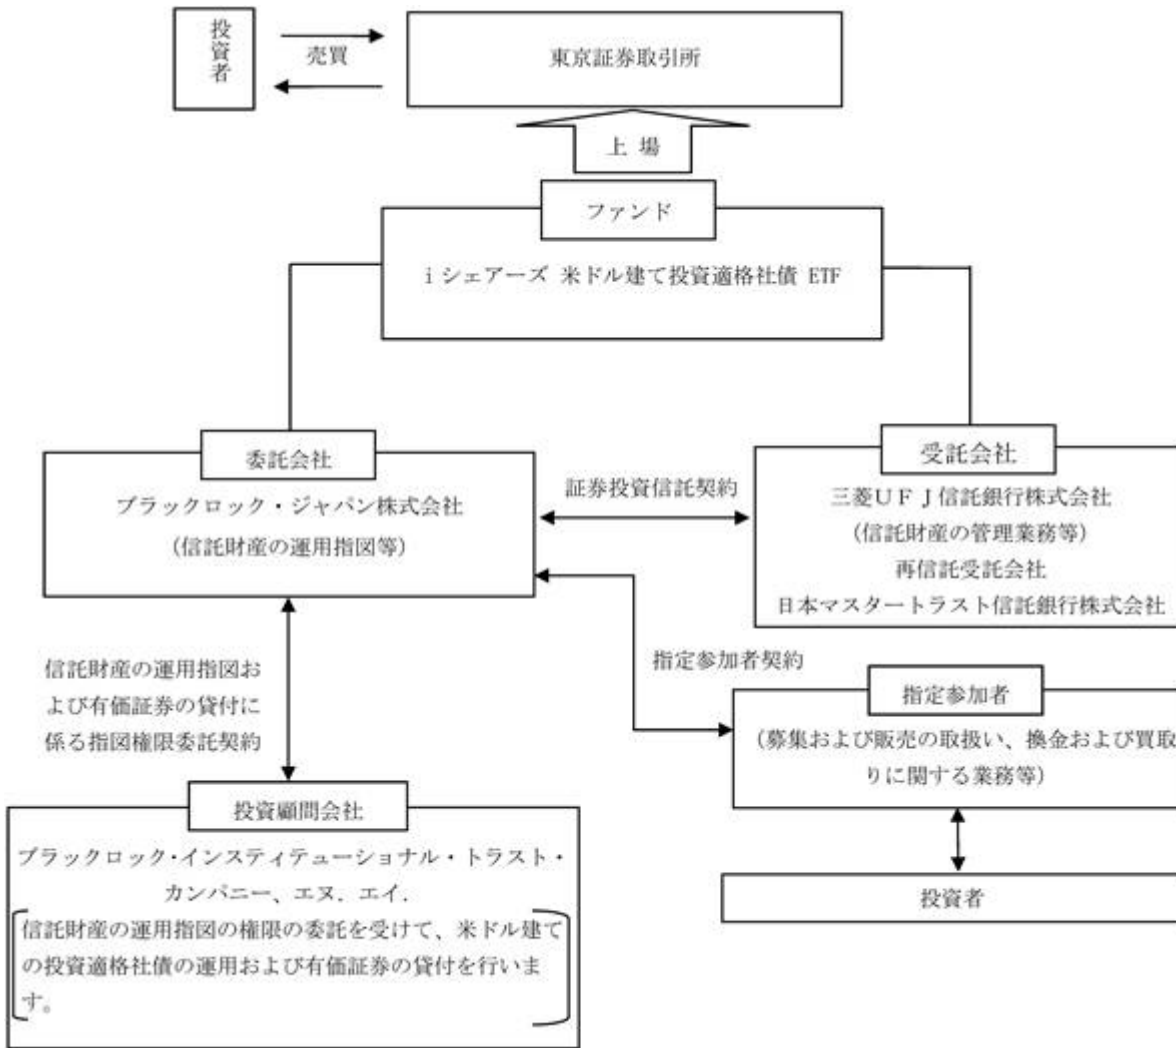 投資者
売買
東京証券取引所
上 場
ファンド
iシェアーズ 米ドル建て投資適格社債 ETF
委託会社
ブラックロック・ジャパン株式会社
(信託財産の運用指図等)
証券投資信託契約
受託会社
三菱UFJ信託銀行株式会社
(信託財産の管理業務等)
再信託受託会社
日本マスタートラスト信託銀行株式会社
信託財産の運用指図お
よび有価証券の貸付に
係る指図権限委託契約
指定参加者契約
指定参加者
(募集および販売の取扱い、換金および買取
りに関する業務等)
投資者
投資顧問会社
ブラックロック・インスティテューショナル・トラスト・
カンパニー、エヌ.エイ.
信託財産の運用指図の権限の委託を受けて、米ドル建て
の投資適格社債の運用および有価証券の貸付を行いま
す。